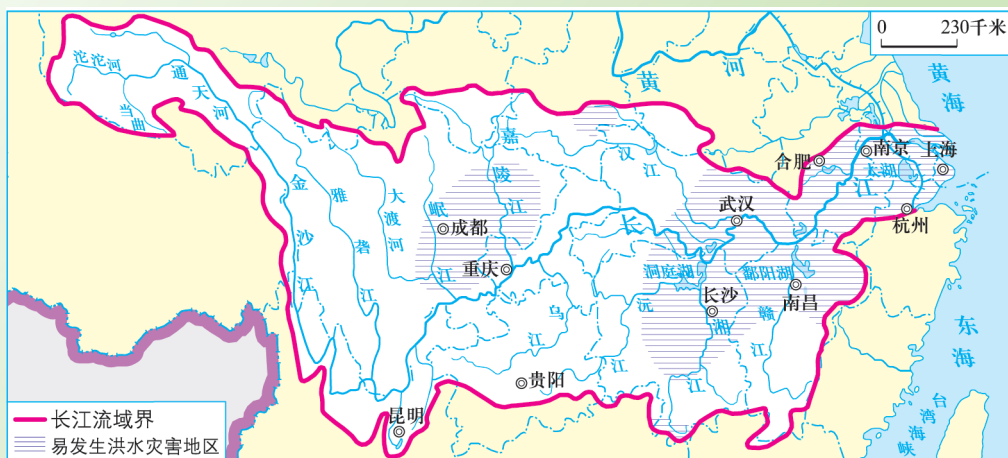 0 230千米
黄海
黄河
沱沱河
当曲
通天河
金沙江
雅砻江
大渡河
岷江
嘉陵江
汉江
长江
乌江
沅江
湘江
赣江
洞庭湖
鄱阳湖
太湖
成都
重庆
武汉
合肥
南京
上海
杭州
长沙
南昌
贵阳
昆明
东海
台湾海峡
长江流域界
易发生洪水灾害地区